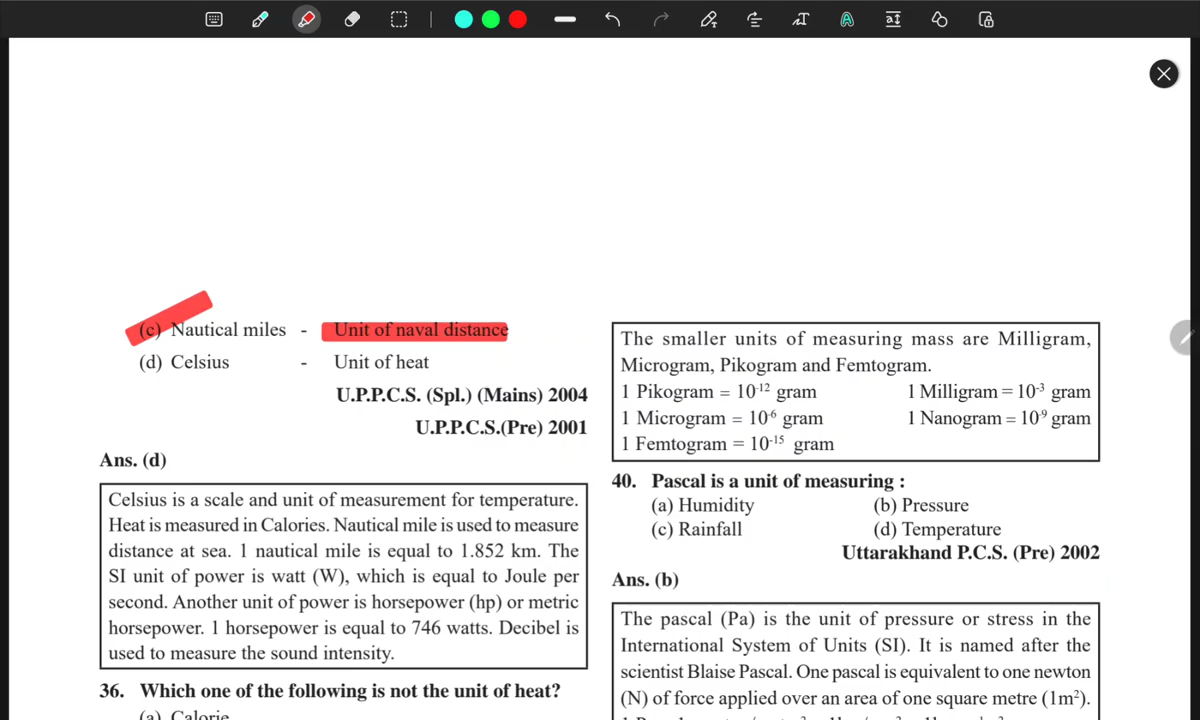 (c) Nautical miles - Unit of naval distance
(d) Celsius - Unit of heat
U.P.P.C.S. (Spl.) (Mains) 2004
U.P.P.C.S.(Pre) 2001
Ans. (d)
Celsius is a scale and unit of measurement for temperature.
Heat is measured in Calories. Nautical mile is used to measure
distance at sea. 1 nautical mile is equal to 1.852 km. The
SI unit of power is watt (W), which is equal to Joule per
second. Another unit of power is horsepower (hp) or metric
horsepower. 1 horsepower is equal to 746 watts. Decibel is
used to measure the sound intensity.
36. Which one of the following is not the unit of heat?
(a) Calorie
The smaller units of measuring mass are Milligram,
Microgram, Pikogram and Femtogram.
1 Pikogram = 10⁻¹² gram 1 Milligram = 10⁻³ gram
1 Microgram = 10⁻⁶ gram 1 Nanogram = 10⁻⁹ gram
1 Femtogram = 10⁻¹⁵ gram
40. Pascal is a unit of measuring :
(a) Humidity (b) Pressure
(c) Rainfall (d) Temperature
Uttarakhand P.C.S. (Pre) 2002
Ans. (b)
The pascal (Pa) is the unit of pressure or stress in the
International System of Units (SI). It is named after the
scientist Blaise Pascal. One pascal is equivalent to one newton
(N) of force applied over an area of one square metre (1m²).